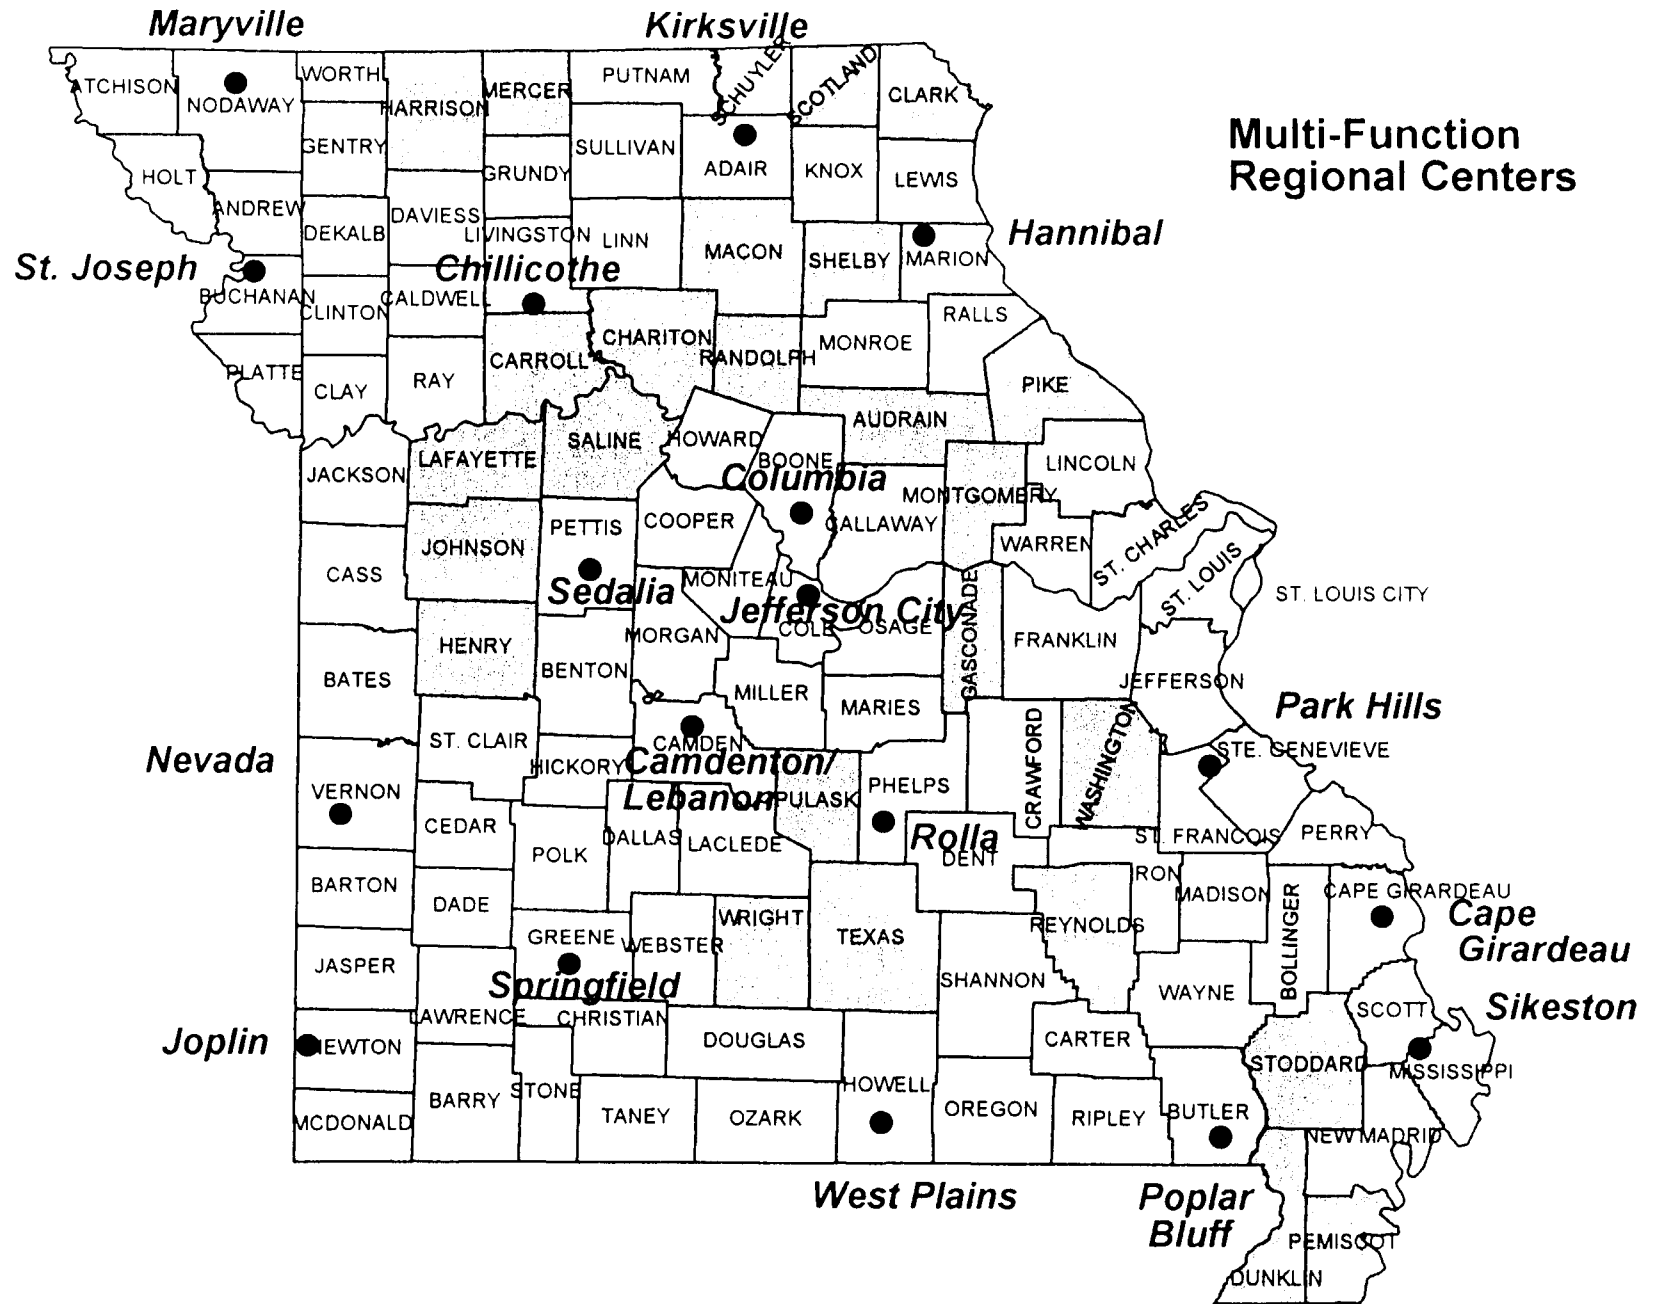 Maryville
Kirksville
ATCHISON
NODAWAY
WORTH
HARRISON
MERCER
PUTNAM
SCHUYLER
SCOTLAND
CLARK
Multi-Function
Regional Centers
GENTRY
SULLIVAN
ADAIR
KNOX
LEWIS
HOLT
GRUNDY
ANDREW
DEKALB
DAVIESS
LIVINGSTON
LINN
MACON
SHELBY
MARION
Hannibal
St. Joseph
Chillicothe
BUCHANAN
CLINTON
CALDWELL
CHARITON
RANDOLPH
MONROE
RALLS
PLATTE
CLAY
RAY
CARROLL
PIKE
AUDRAIN
JACKSON
LAFAYETTE
SALINE
HOWARD
BOONE
Columbia
LINCOLN
MONTGOMERY
PETTIS
COOPER
CALLAWAY
WARREN
ST. CHARLES
ST. LOUIS
ST. LOUIS CITY
CASS
JOHNSON
Sedalia
MONITEAU
Jefferson City
COLE
OSAGE
GASCONADE
FRANKLIN
HENRY
MORGAN
BENTON
BATES
MILLER
MARIES
JEFFERSON
Park Hills
ST. CLAIR
CAMDEN
HICKORY
Camdenton/
Lebanon
PULASK
PHELPS
CRAWFORD
WASHINGTON
STE. GENEVIEVE
Nevada
VERNON
CEDAR
POLK
DALLAS
LACLEDE
Rolla
DENT
ST. FRANCOIS
PERRY
BARTON
DADE
GREENE
WEBSTER
WRIGHT
TEXAS
REYNOLDS
RON
MADISON
BOLLINGER
CAPE GIRARDEAU
Cape
Girardeau
JASPER
Springfield
SHANNON
WAYNE
SCOTT
Sikeston
Joplin
NEWTON
LAWRENCE
CHRISTIAN
DOUGLAS
CARTER
STODDARD
MISSISSIPPI
MCDONALD
BARRY
STONE
TANEY
OZARK
HOWELL
OREGON
RIPLEY
BUTLER
NEW MADRID
West Plains
Poplar
Bluff
PEMISCOT
DUNKLIN